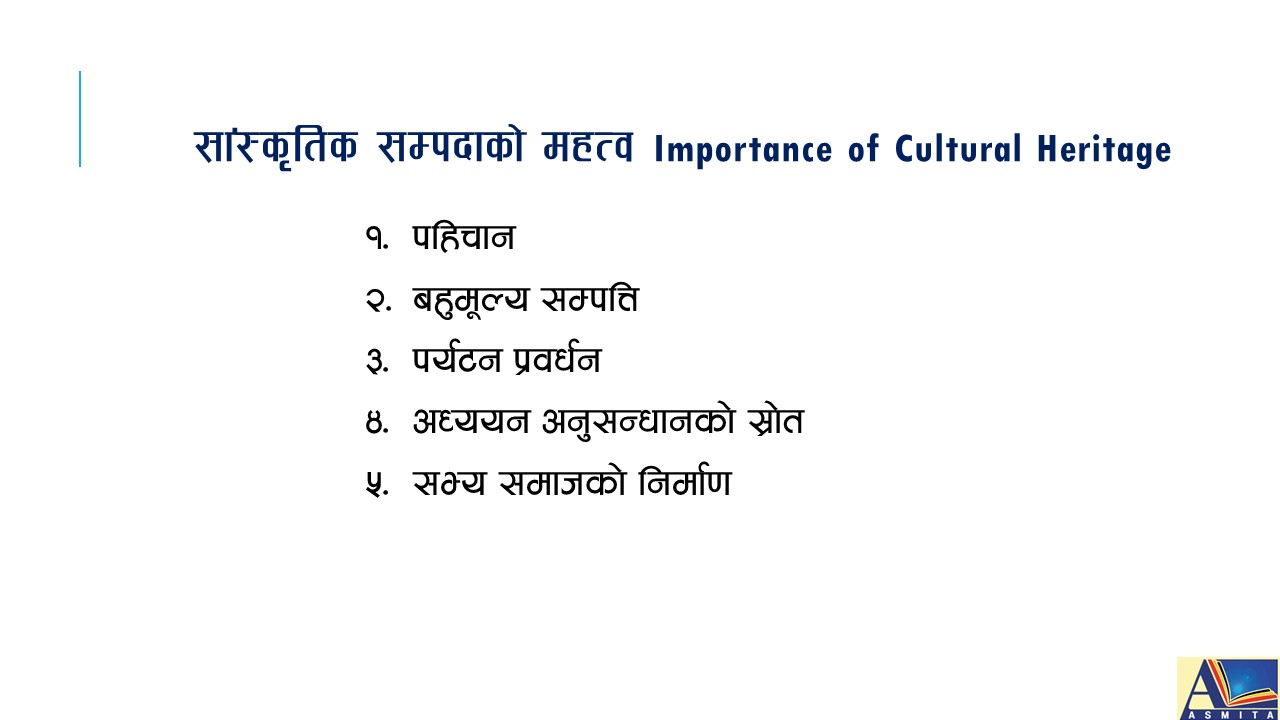 सांस्कृतिक सम्पदाको महत्व Importance of Cultural Heritage
१. पहिचान
२. बहुमूल्य सम्पत्ति
३. पर्यटन प्रवर्धन
४. अध्ययन अनुसन्धानको स्रोत
५. सभ्य समाजको निर्माण
ASMITA